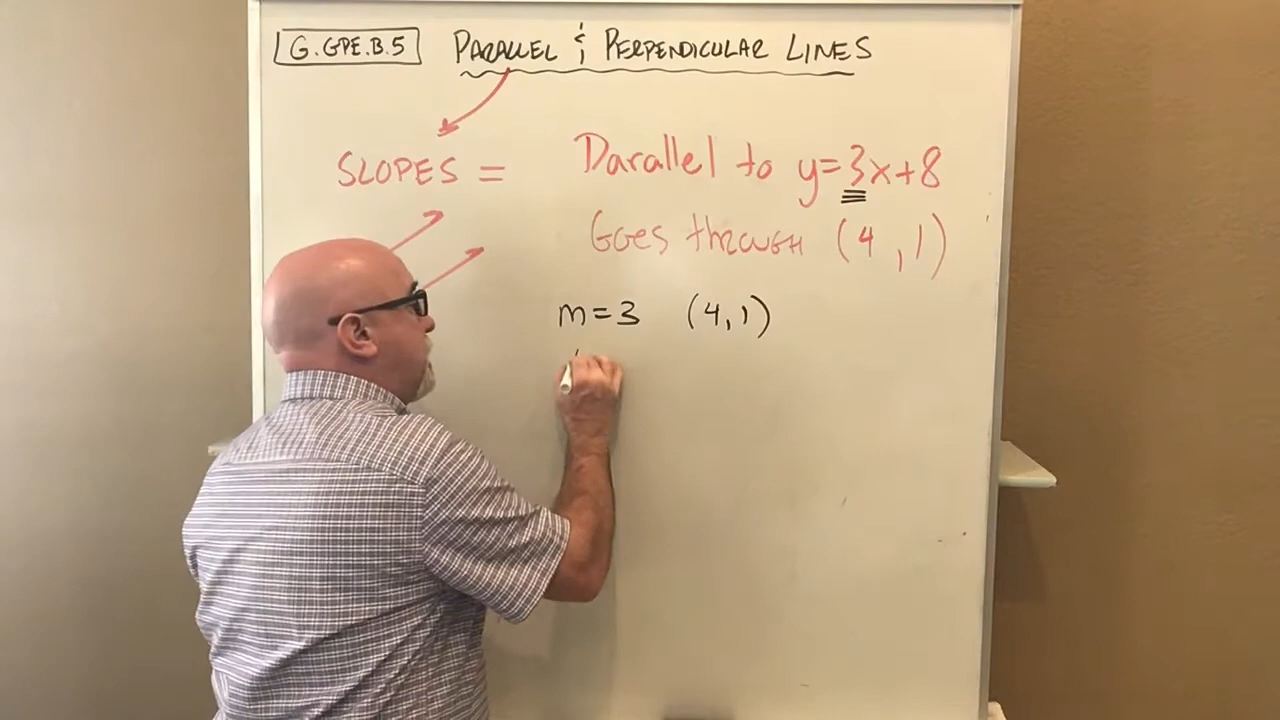 G.GPE.B.5 PARALLEL & PERPENDICULAR LINES
SLOPES =
Parallel to y=3x+8
Goes through (4,1)
m=3 (4,1)